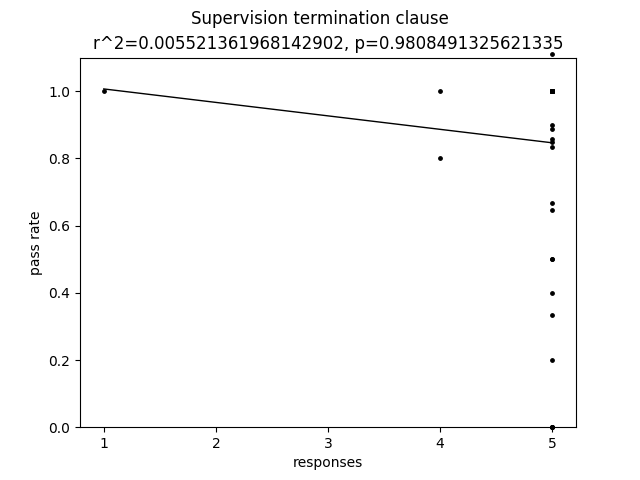 Supervision termination clause
r^2=0.005521361968142902, p=0.9808491325621335
1.0
0.8
0.6
0.4
0.2
0.0
pass rate
1 2 3 4 5
responses